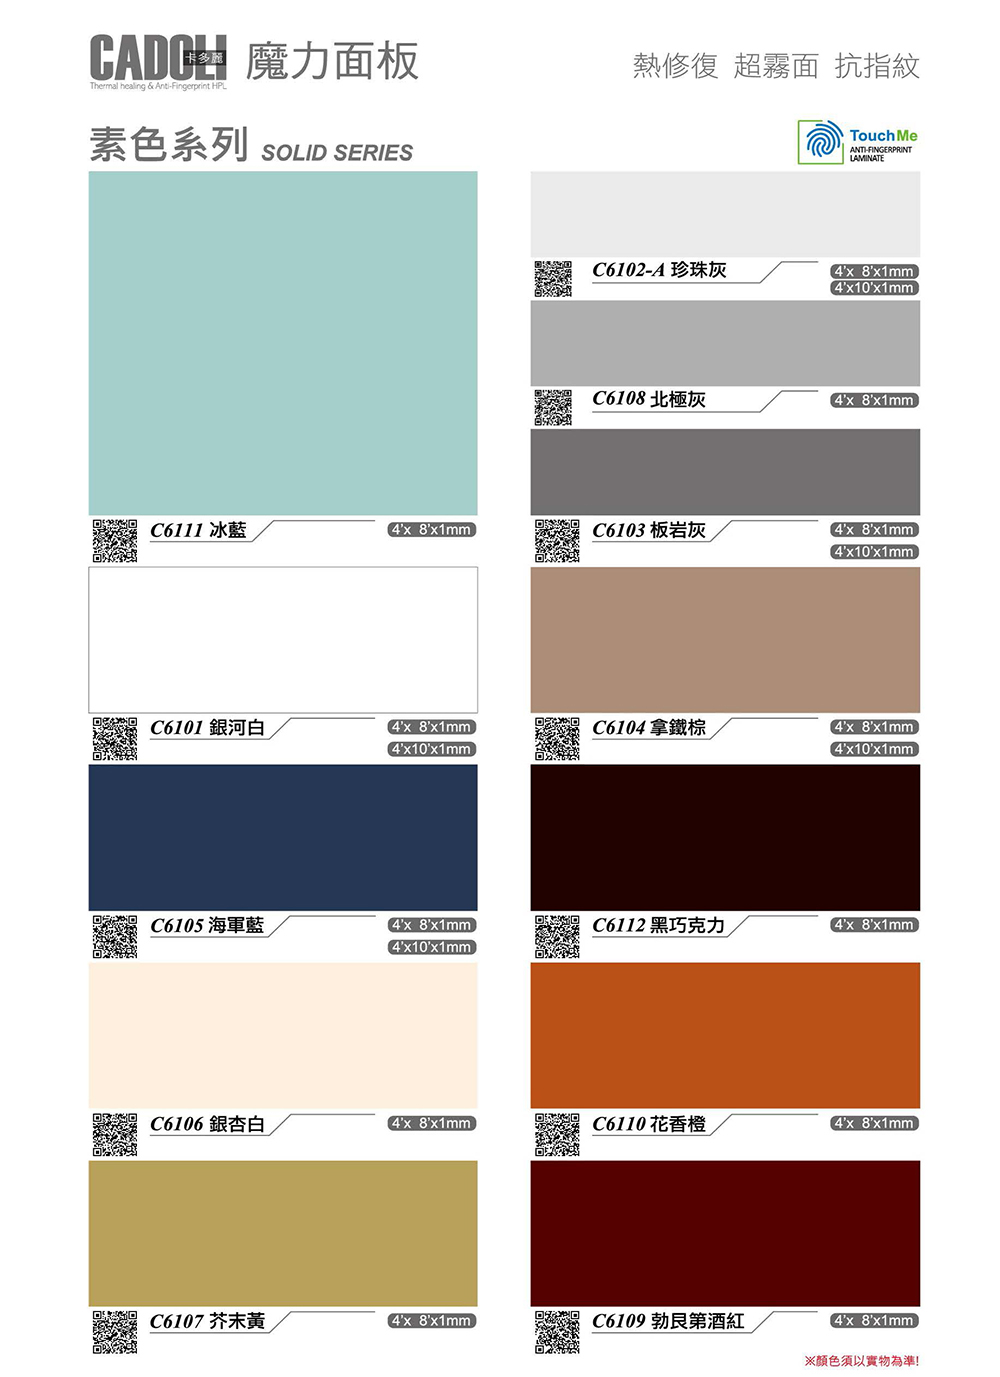 CADOLI 卡多麗 魔力面板
Thermal healing & Anti-Fingerprint HPL
熱修復 超霧面 抗指紋
素色系列 SOLID SERIES
TouchMe
ANTI-FINGERPRINT
LAMINATE
C6111 冰藍 4'x 8'x1mm
C6101 銀河白 4'x 8'x1mm
4'x10'x1mm
C6105 海軍藍 4'x 8'x1mm
4'x10'x1mm
C6106 銀杏白 4'x 8'x1mm
C6107 芥末黃 4'x 8'x1mm
C6102-A 珍珠灰 4'x 8'x1mm
4'x10'x1mm
C6108 北極灰 4'x 8'x1mm
C6103 板岩灰 4'x 8'x1mm
4'x10'x1mm
C6104 拿鐵棕 4'x 8'x1mm
4'x10'x1mm
C6112 黑巧克力 4'x 8'x1mm
C6110 花香橙 4'x 8'x1mm
C6109 勃艮第酒紅 4'x 8'x1mm
※顏色須以實物為準!